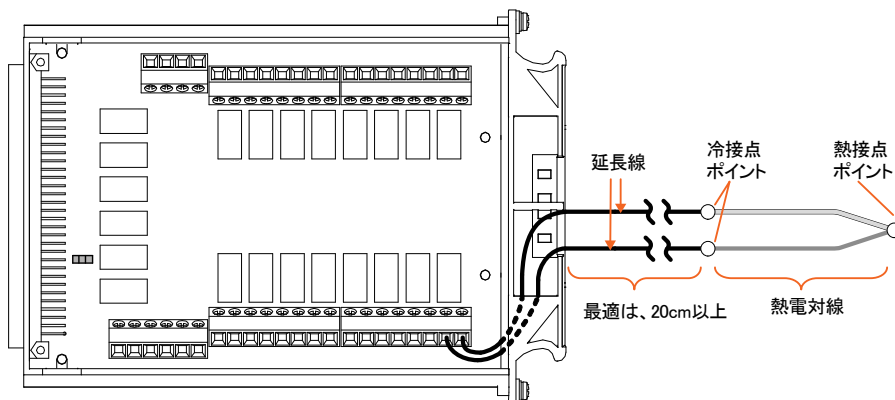 延長線
冷接点
ポイント
熱接点
ポイント
最適は、20cm以上
熱電対線